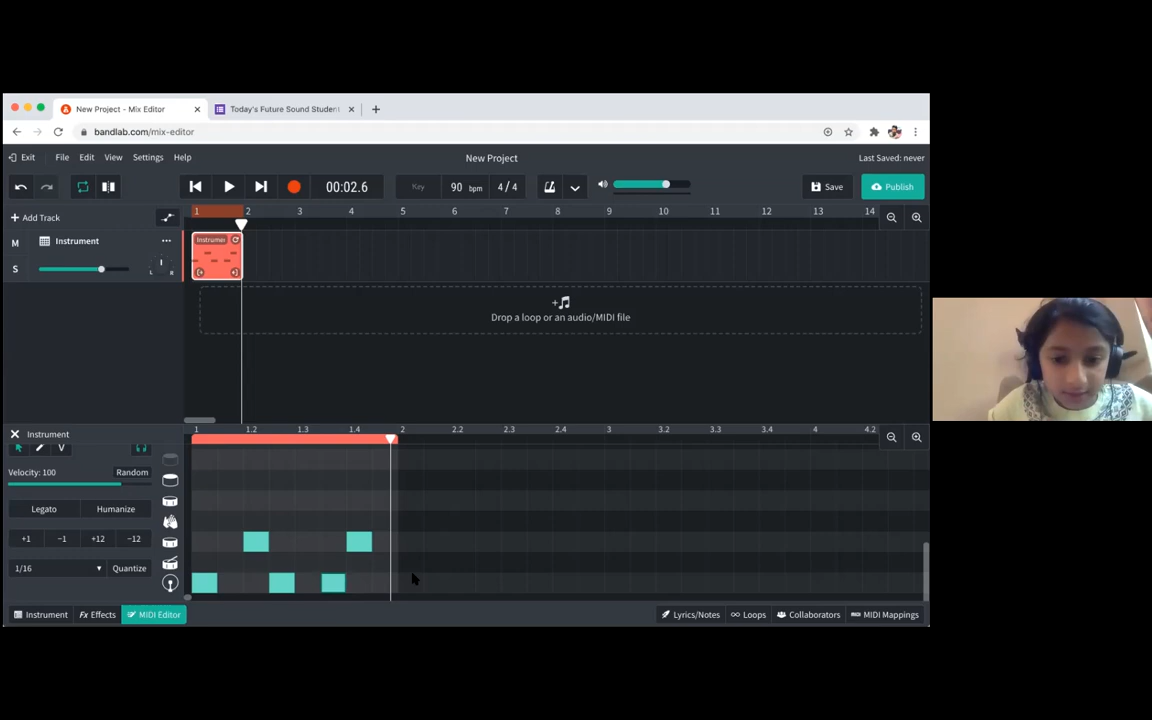 New Project - Mix Editor
Today's Future Sound Studen
bandlab.com/mix-editor
Exit File Edit View Settings Help
New Project
Last Saved: never
00:02.6
Key 90 bpm 4/4
Save
Publish
Add Track
1 2 3 4 5 6 7 8 9 10 11 12 13 14
M Instrument
S L R
Instrumen
Drop a loop or an audio/MIDI file
Instrument
1 1.2 1.3 1.4 2 2.2 2.3 2.4 3 3.2 3.3 3.4 4 4.2
V
Velocity: 100 Random
Legato Humanize
+1 −1 +12 −12
1/16 Quantize
Instrument Fx Effects MIDI Editor
Lyrics/Notes Loops Collaborators MIDI Mappings